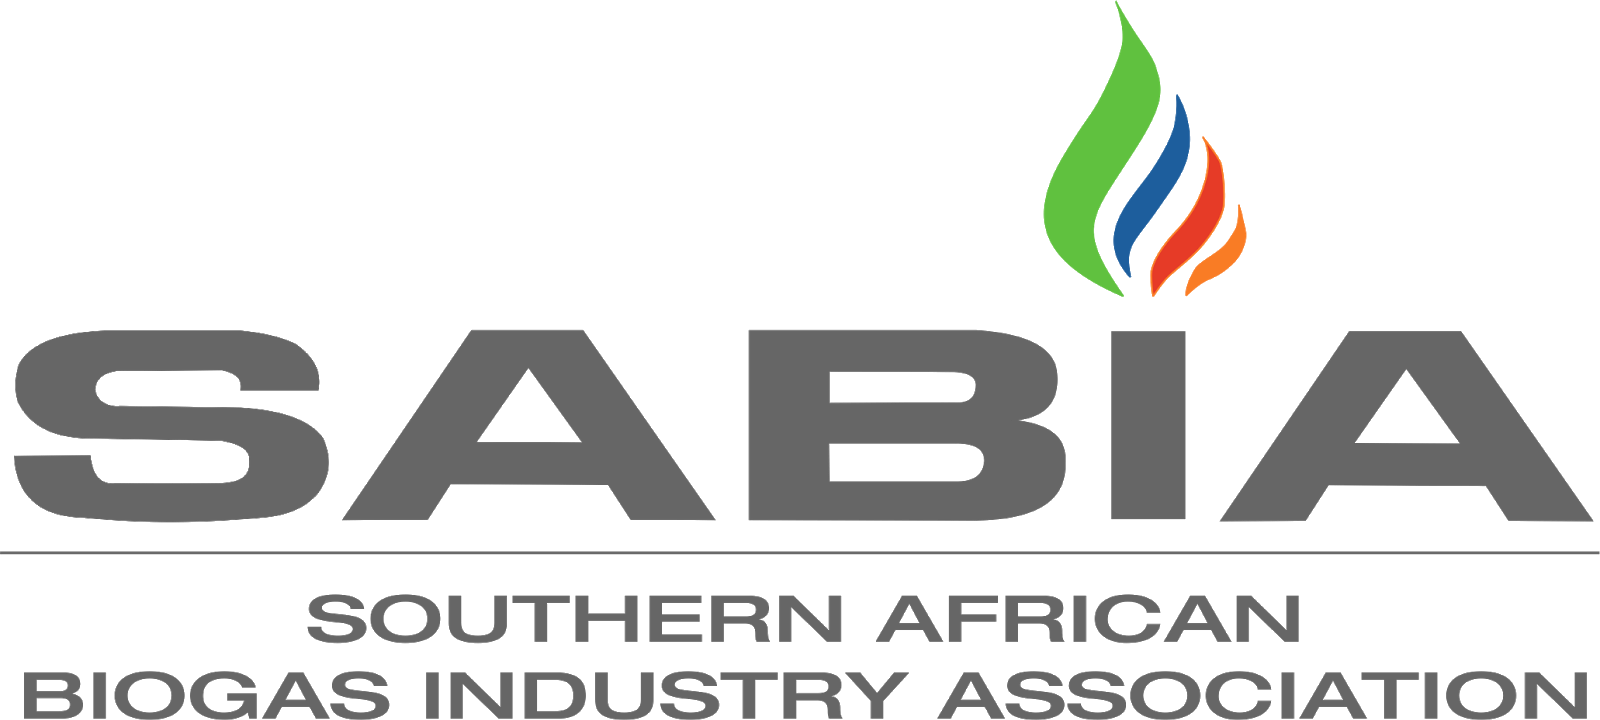 SABIA
SOUTHERN AFRICAN
BIOGAS INDUSTRY ASSOCIATION